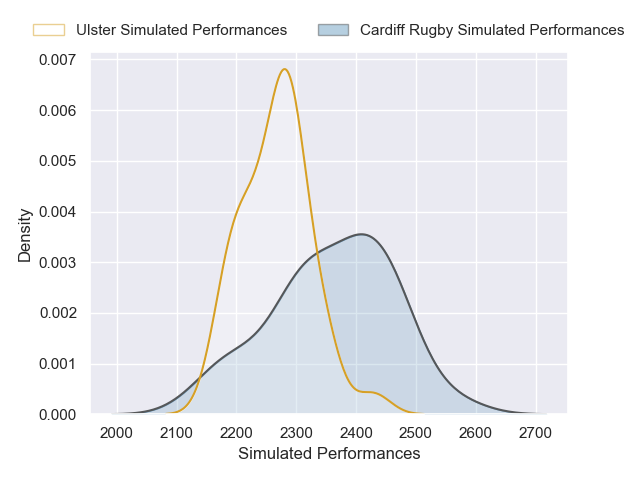 Ulster Simulated Performances
Cardiff Rugby Simulated Performances
0.007
0.006
0.005
0.004
0.003
0.002
0.001
0.000
Density
2000 2100 2200 2300 2400 2500 2600 2700
Simulated Performances